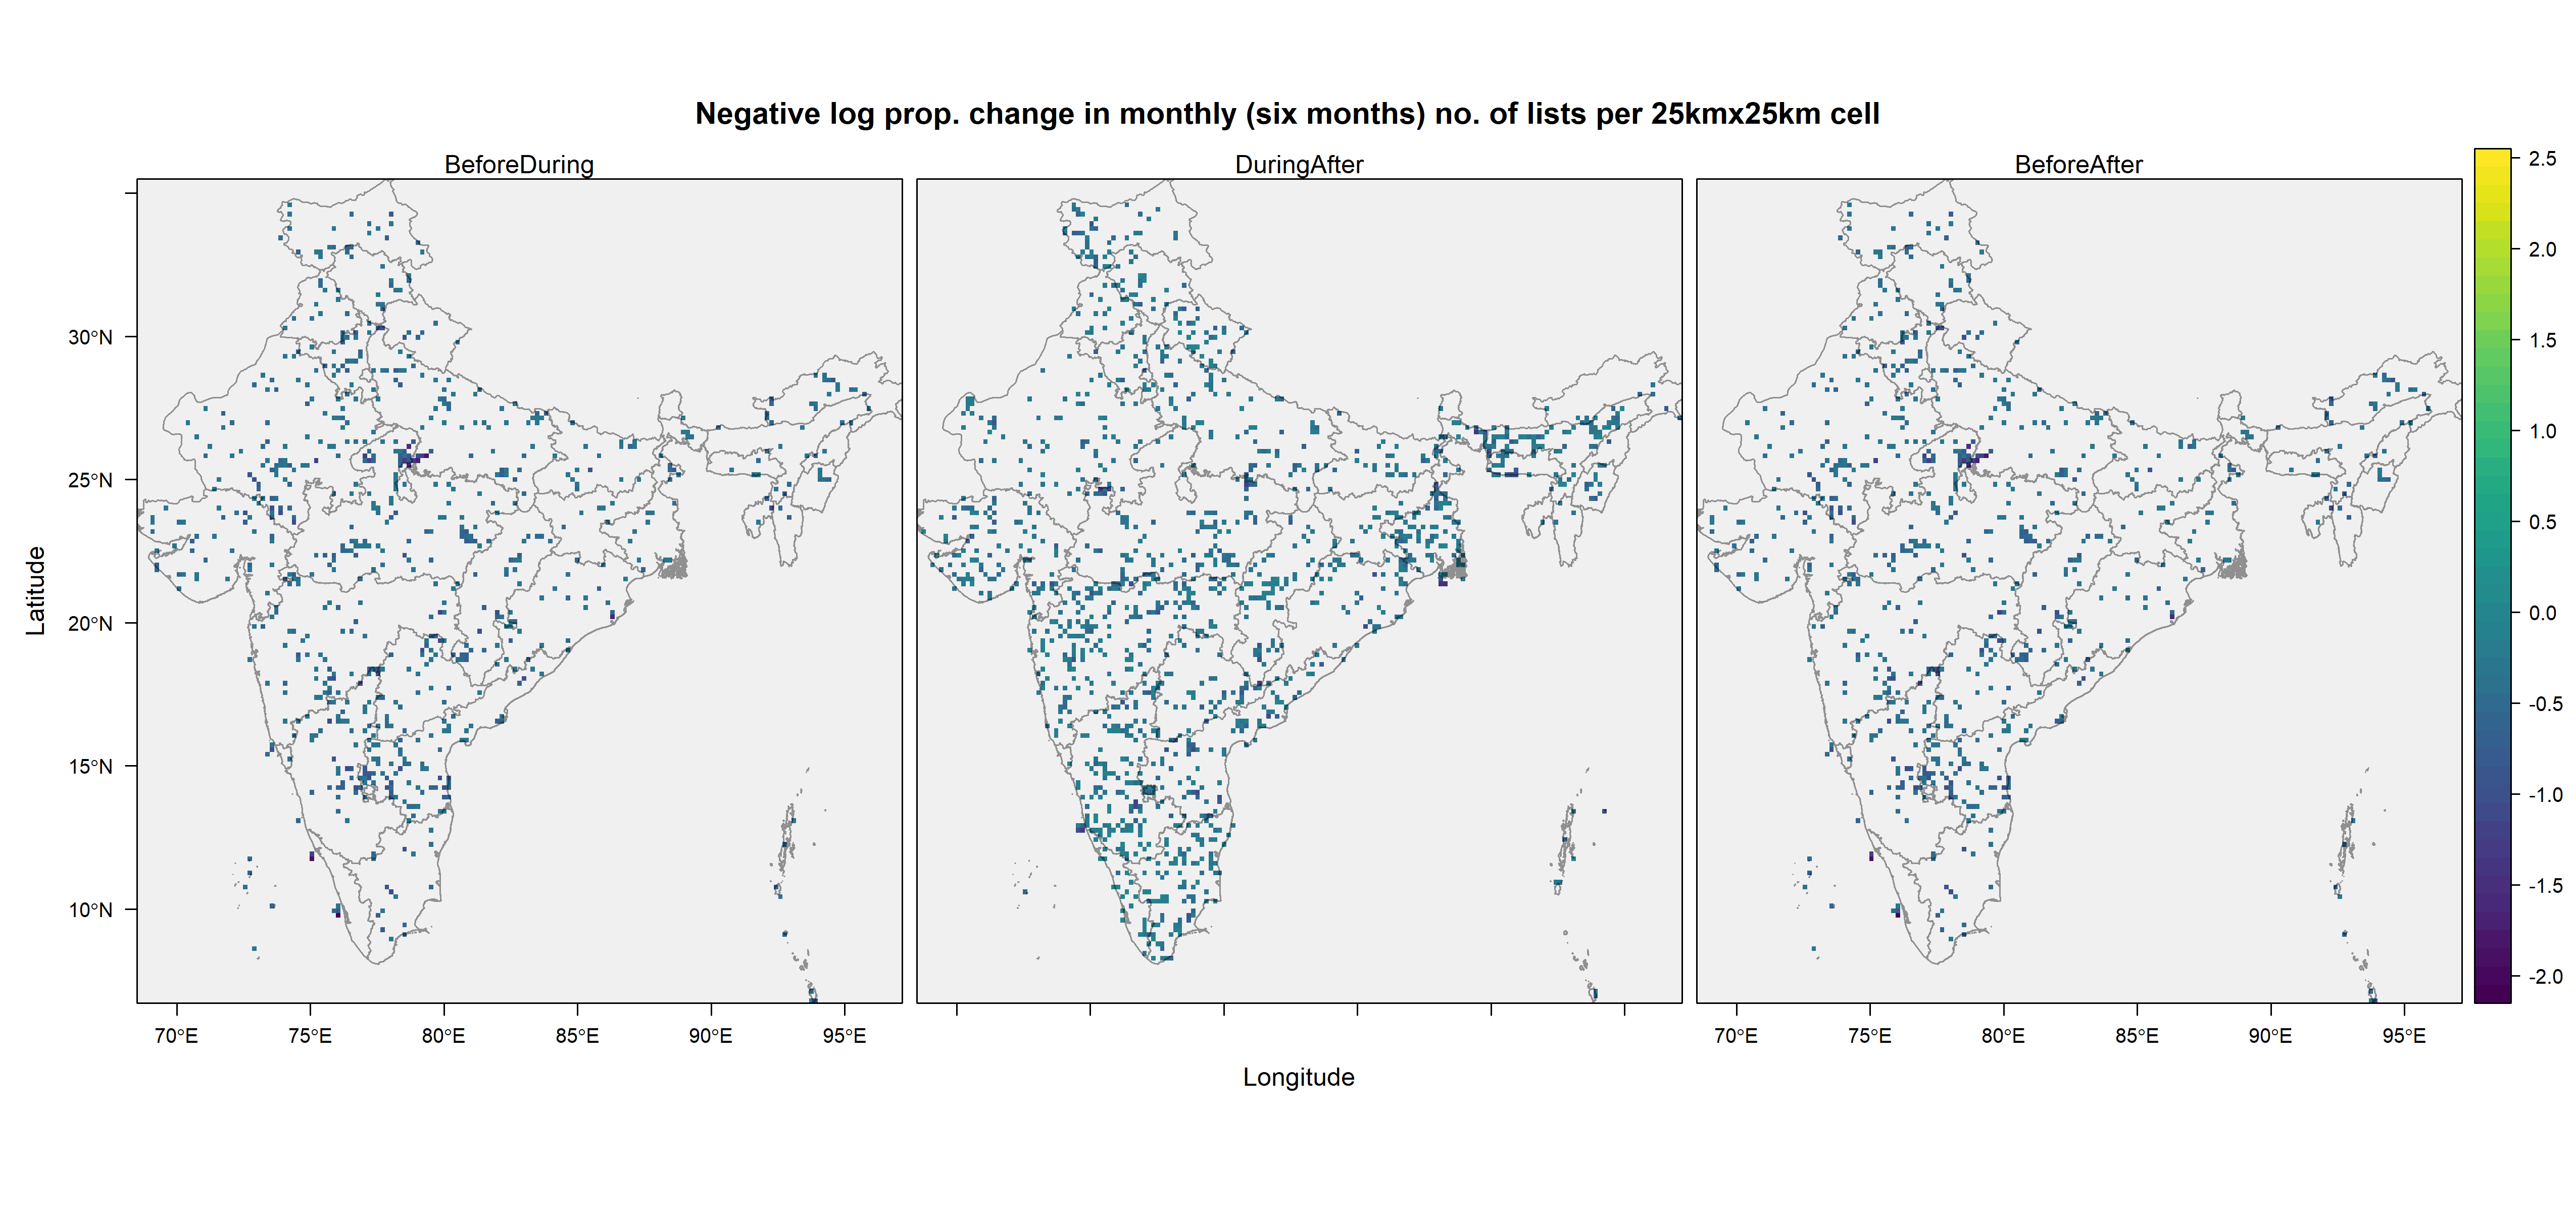 Negative log prop. change in monthly (six months) no. of lists per 25kmx25km cell
BeforeDuring
DuringAfter
BeforeAfter
Latitude
30°N
25°N
20°N
15°N
10°N
70°E 75°E 80°E 85°E 90°E 95°E
70°E 75°E 80°E 85°E 90°E 95°E
Longitude
2.5
2.0
1.5
1.0
0.5
0.0
-0.5
-1.0
-1.5
-2.0